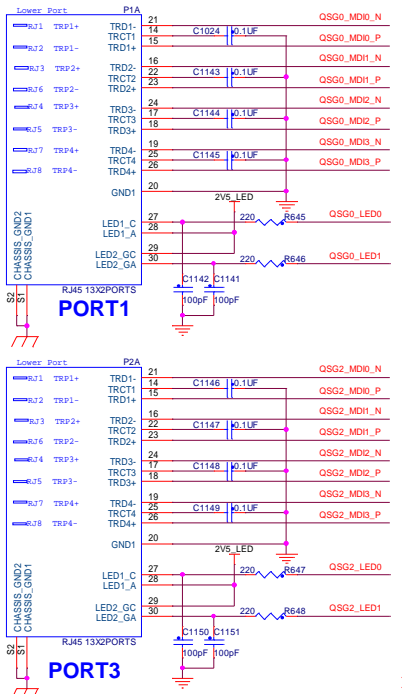 Lower Port P1A
RJ1 TRP1+ TRD1- 21 QSG0_MDI0_N
TRCT1 14 C1024 0.1UF
RJ2 TRP1- TRD1+ 15 QSG0_MDI0_P
RJ3 TRP2+ TRD2- 16 QSG0_MDI1_N
TRCT2 22 C1143 0.1UF
RJ6 TRP2- TRD2+ 23 QSG0_MDI1_P
RJ4 TRP3+ TRD3- 24 QSG0_MDI2_N
TRCT3 17 C1144 0.1UF
RJ5 TRP3- TRD3+ 18 QSG0_MDI2_P
RJ7 TRP4+ TRD4- 19 QSG0_MDI3_N
TRCT4 25 C1145 0.1UF
RJ8 TRP4- TRD4+ 26 QSG0_MDI3_P
GND1 20
2V5_LED
LED1_C 27 220 R645 QSG0_LED0
LED1_A 28
LED2_GC 29
LED2_GA 30 220 R646 QSG0_LED1
CHASSIS_GND2
CHASSIS_GND1
S2
S1
C1142 C1141
100pF 100pF
RJ45 13X2PORTS
PORT1
Lower Port P2A
RJ1 TRP1+ TRD1- 21 QSG2_MDI0_N
TRCT1 14 C1146 0.1UF
RJ2 TRP1- TRD1+ 15 QSG2_MDI0_P
RJ3 TRP2+ TRD2- 16 QSG2_MDI1_N
TRCT2 22 C1147 0.1UF
RJ6 TRP2- TRD2+ 23 QSG2_MDI1_P
RJ4 TRP3+ TRD3- 24 QSG2_MDI2_N
TRCT3 17 C1148 0.1UF
RJ5 TRP3- TRD3+ 18 QSG2_MDI2_P
RJ7 TRP4+ TRD4- 19 QSG2_MDI3_N
TRCT4 25 C1149 0.1UF
RJ8 TRP4- TRD4+ 26 QSG2_MDI3_P
GND1 20
2V5_LED
LED1_C 27 220 R647 QSG2_LED0
LED1_A 28
LED2_GC 29
LED2_GA 30 220 R648 QSG2_LED1
CHASSIS_GND2
CHASSIS_GND1
S2
S1
C1150 C1151
100pF 100pF
RJ45 13X2PORTS
PORT3